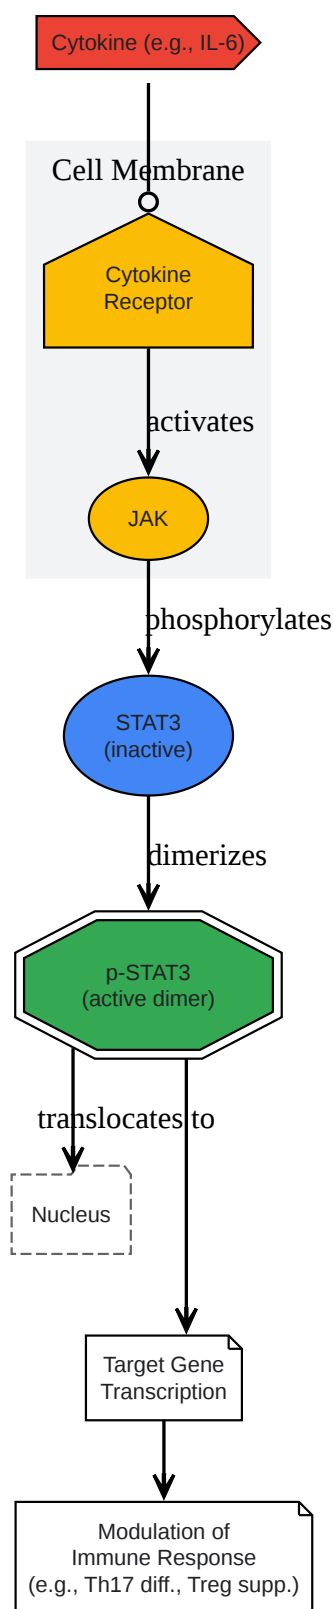 Cytokine (e.g., IL-6)
Cell Membrane
Cytokine
Receptor
activates
JAK
phosphorylates
STAT3
(inactive)
dimerizes
p-STAT3
(active dimer)
translocates to
Nucleus
Target Gene
Transcription
Modulation of
Immune Response
(e.g., Th17 diff., Treg supp.)